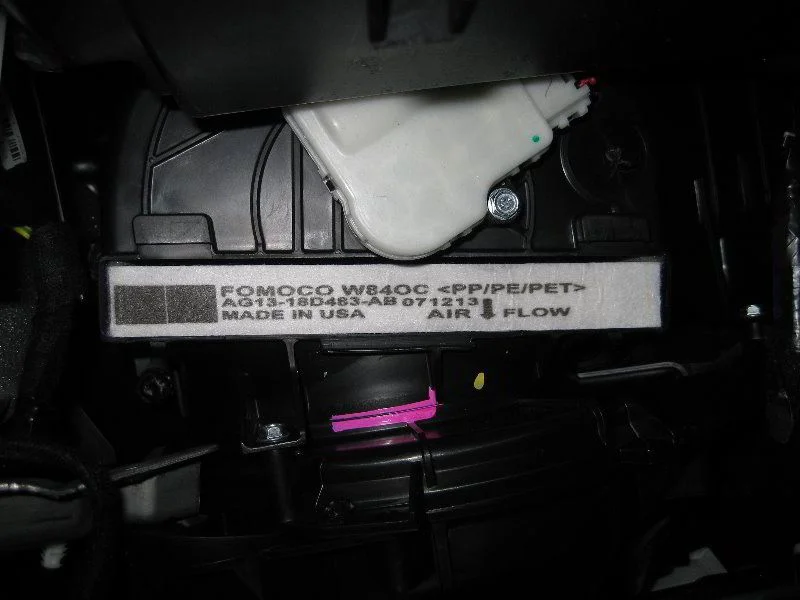 FOMOCO W84OC <PP/PE/PET>
AG13-18D483-AB 071213
MADE IN USA AIR FLOW